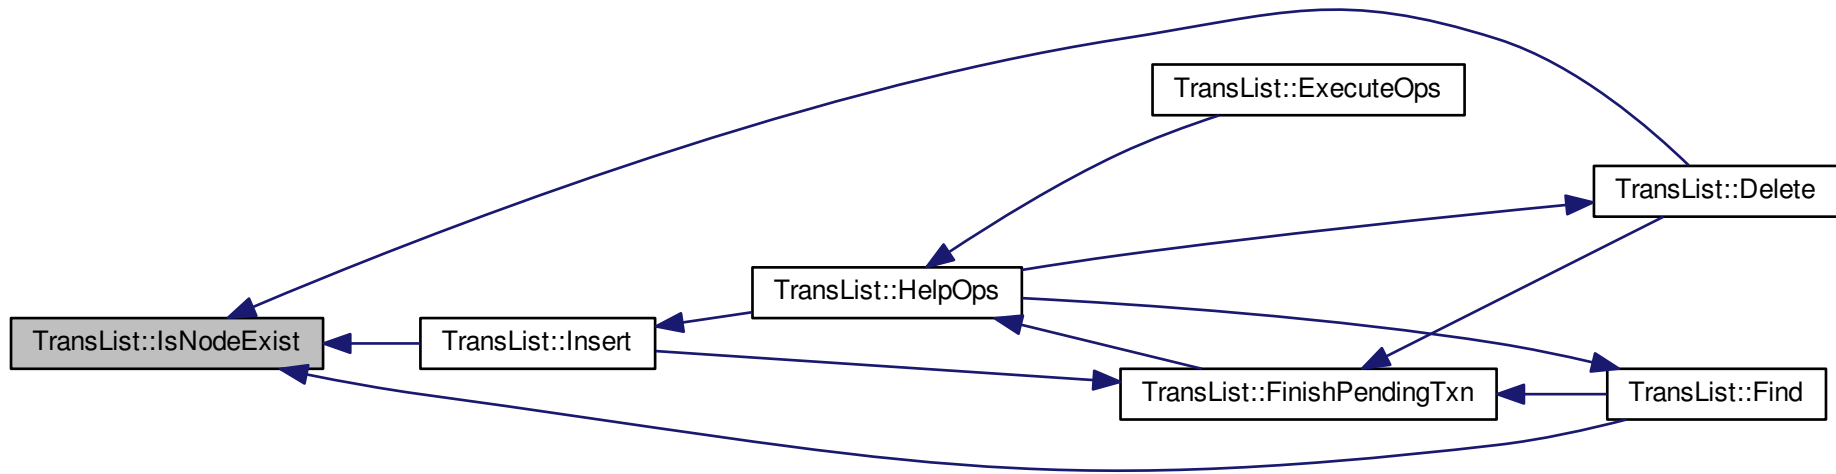 TransList::ExecuteOps
TransList::Delete
TransList::HelpOps
TransList::IsNodeExist
TransList::Insert
TransList::FinishPendingTxn
TransList::Find